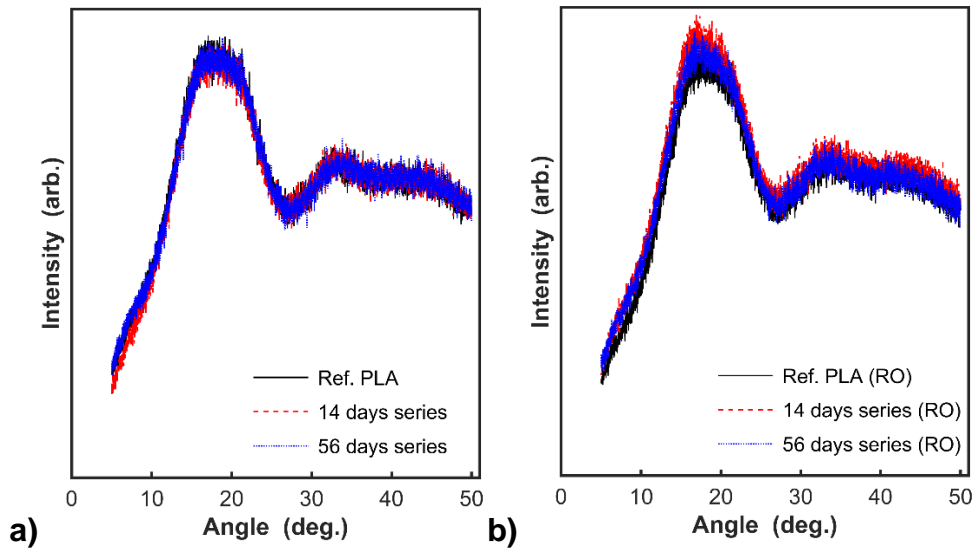 Intensity (arb.)
Ref. PLA
14 days series
56 days series
0 10 20 30 40 50
Angle (deg.)
a)
Intensity (arb.)
Ref. PLA (RO)
14 days series (RO)
56 days series (RO)
0 10 20 30 40 50
Angle (deg.)
b)